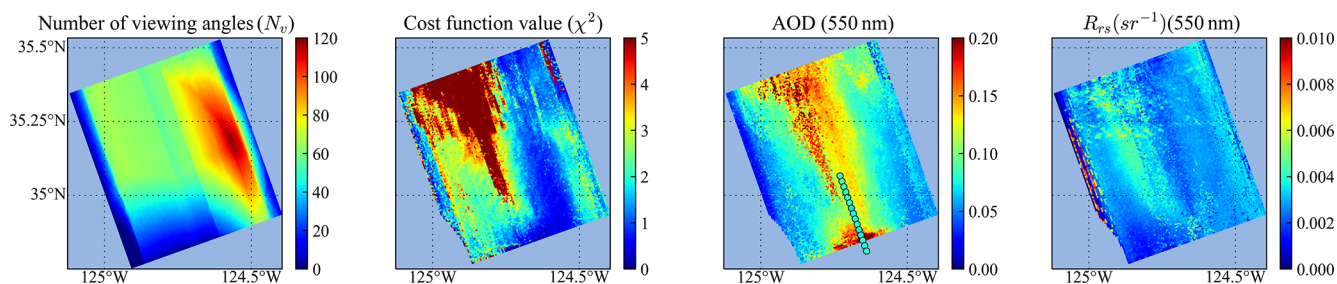 Number of viewing angles (N_v)
35.5°N
35.25°N
35°N
125°W
124.5°W
120
100
80
60
40
20
0
Cost function value (χ²)
125°W
124.5°W
5
4
3
2
1
0
AOD (550 nm)
125°W
124.5°W
0.20
0.15
0.10
0.05
0.00
R_rs(sr⁻¹)(550 nm)
125°W
124.5°W
0.010
0.008
0.006
0.004
0.002
0.000